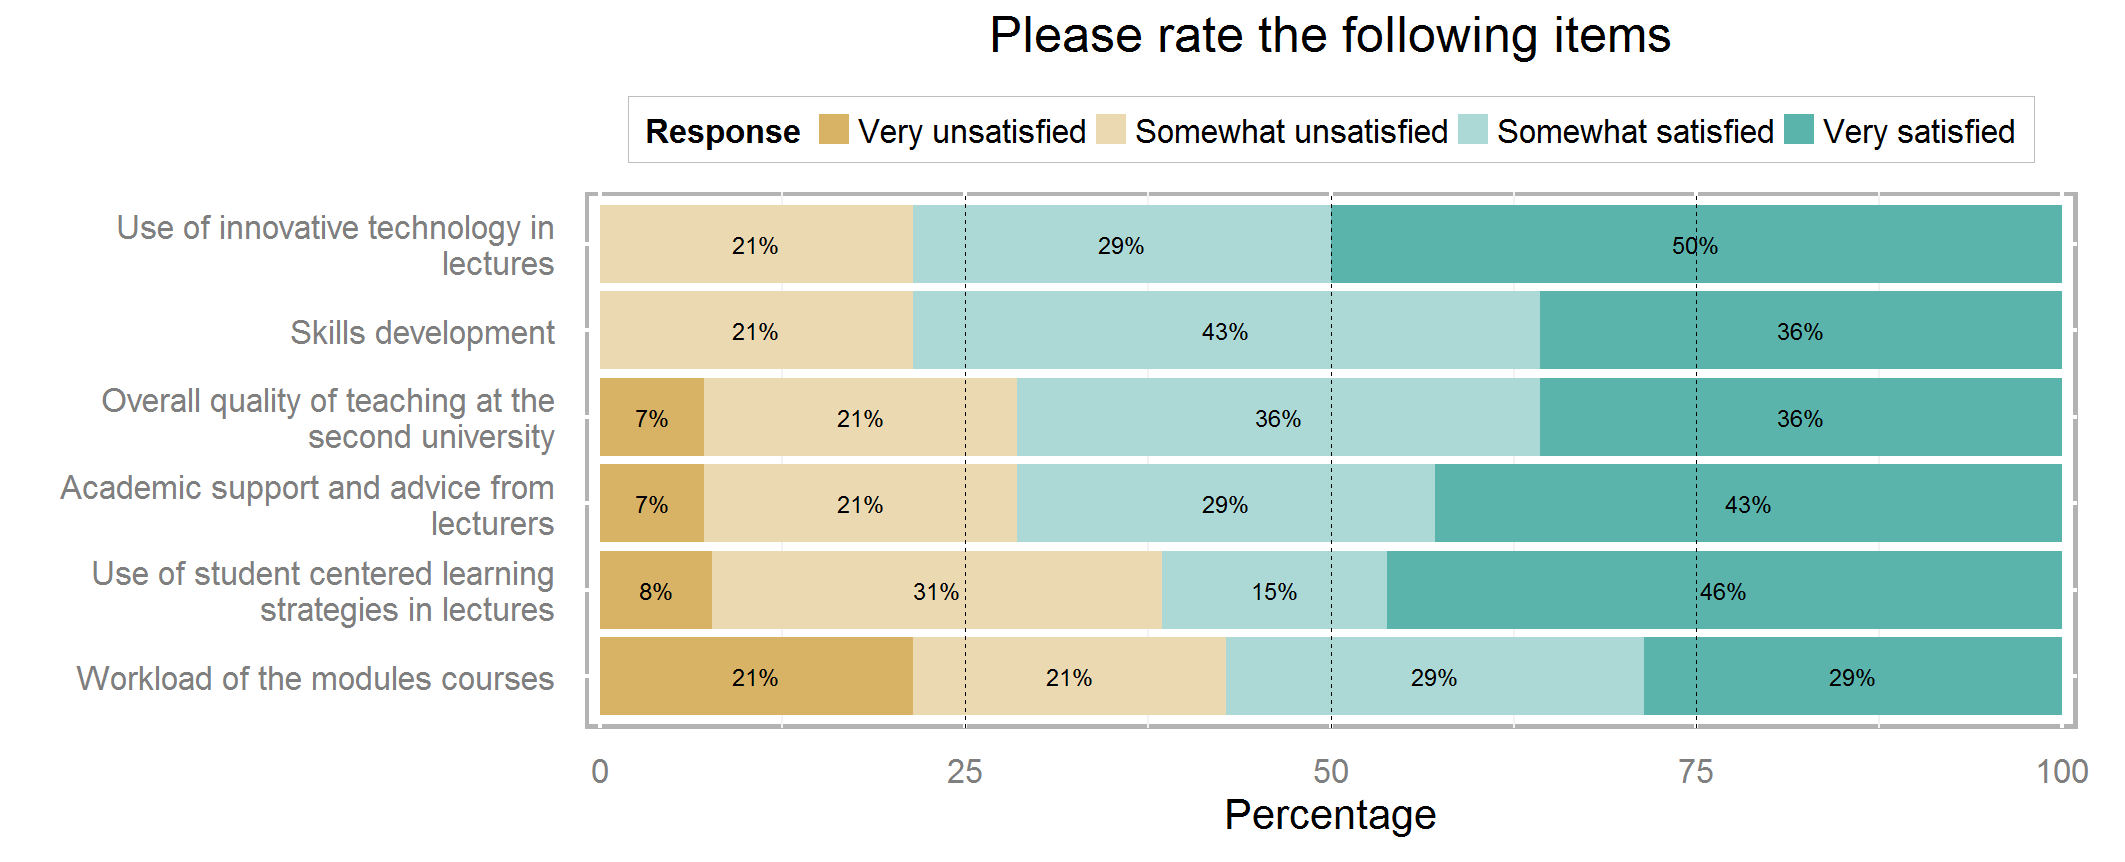 Please rate the following items
Response Very unsatisfied Somewhat unsatisfied Somewhat satisfied Very satisfied
Use of innovative technology in
lectures
21% 29% 50%
Skills development
21% 43% 36%
Overall quality of teaching at the
second university
7% 21% 36% 36%
Academic support and advice from
lecturers
7% 21% 29% 43%
Use of student centered learning
strategies in lectures
8% 31% 15% 46%
Workload of the modules courses
21% 21% 29% 29%
0 25 50 75 100
Percentage